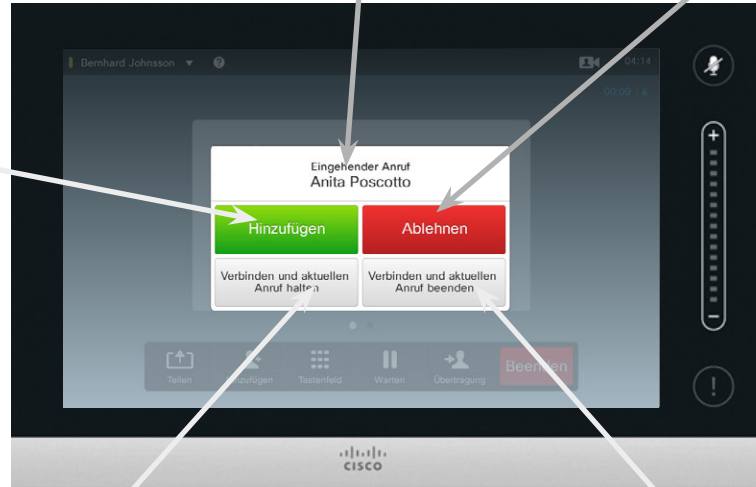 Bernhard Johnsson
?
04:14
00:09
Eingehender Anruf
Anita Poscotto
Hinzufügen
Ablehnen
Verbinden und aktuellen
Anruf halten
Verbinden und aktuellen
Anruf beenden
Teilen
Hinzufügen
Tastenfeld
Warten
Übertragung
Beenden
+
−
!
CISCO